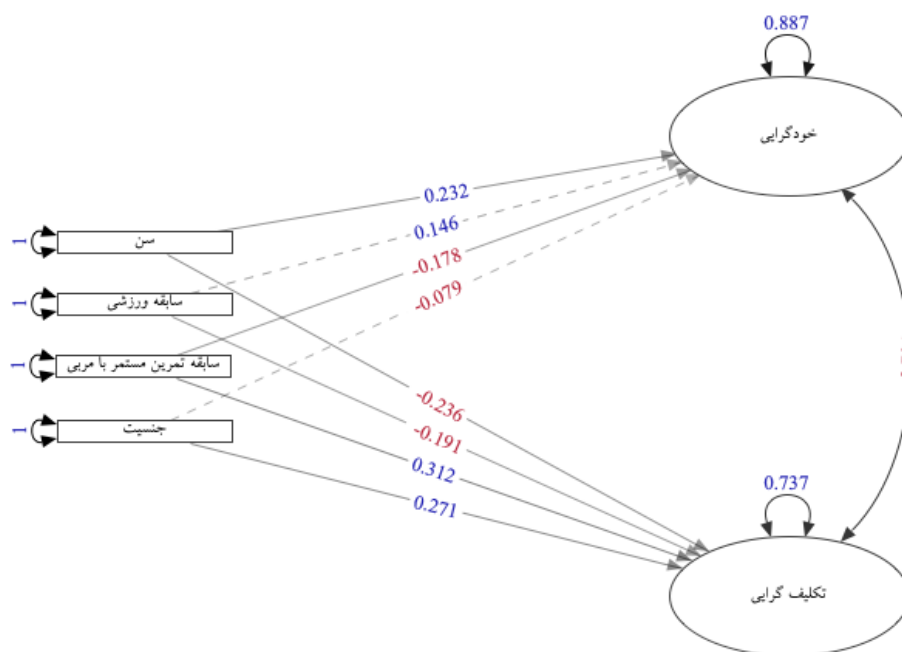 0.887
خودگرایی
0.232
1
سن
0.146
-0.178
1
سابقه ورزشی
-0.079
1
سابقه تمرین مستمر با مربی
-0.236
1
جنسیت
-0.191
0.312
0.271
0.737
تکلیف گرایی